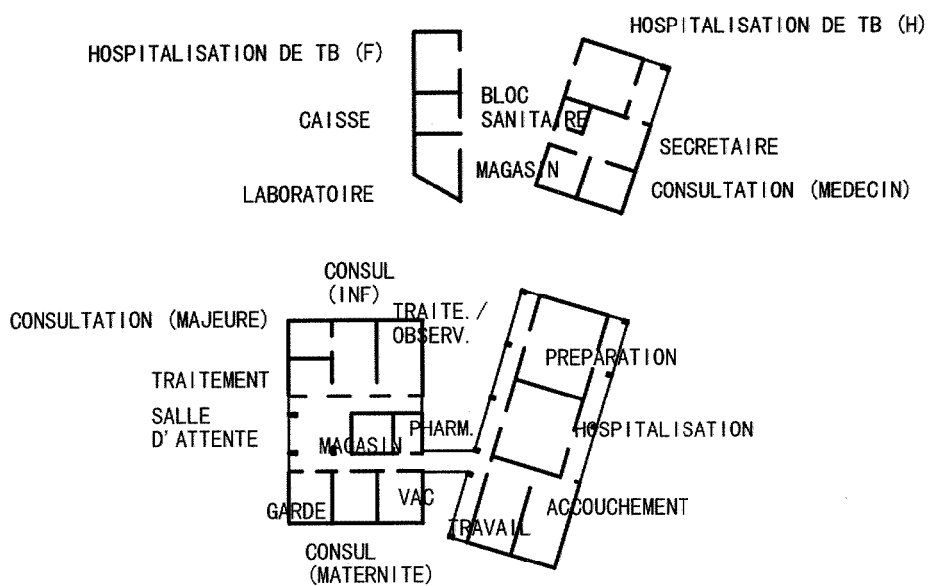 HOSPITALISATION DE TB (H)
HOSPITALISATION DE TB (F)
BLOC
SANITAIRE
CAISSE
SECRETAIRE
MAGASIN
LABORATOIRE
CONSULTATION (MEDECIN)
CONSUL
(INF)
TRAITE./
OBSERV.
CONSULTATION (MAJEURE)
PREPARATION
TRAITEMENT
SALLE
D'ATTENTE
PHARM.
HOSPITALISATION
MAGASIN
VAC
GARDE
ACCOUCHEMENT
TRAVAIL
CONSUL
(MATERNITE)